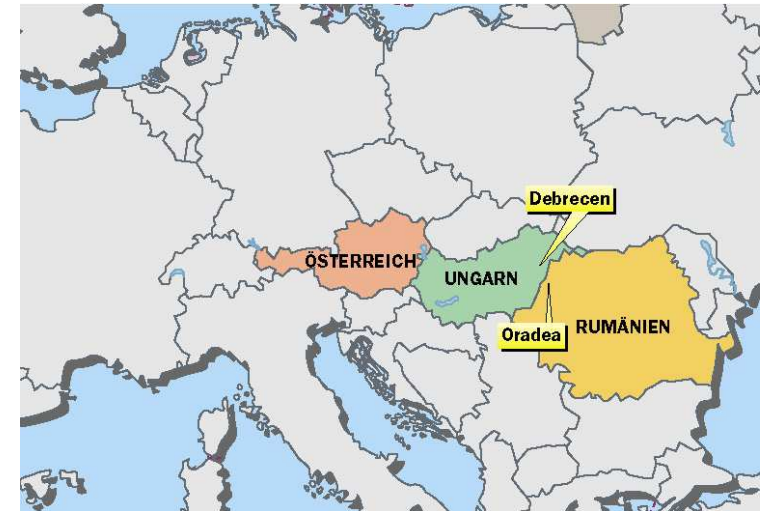 Debrecen
ÖSTERREICH
UNGARN
Oradea
RUMÄNIEN